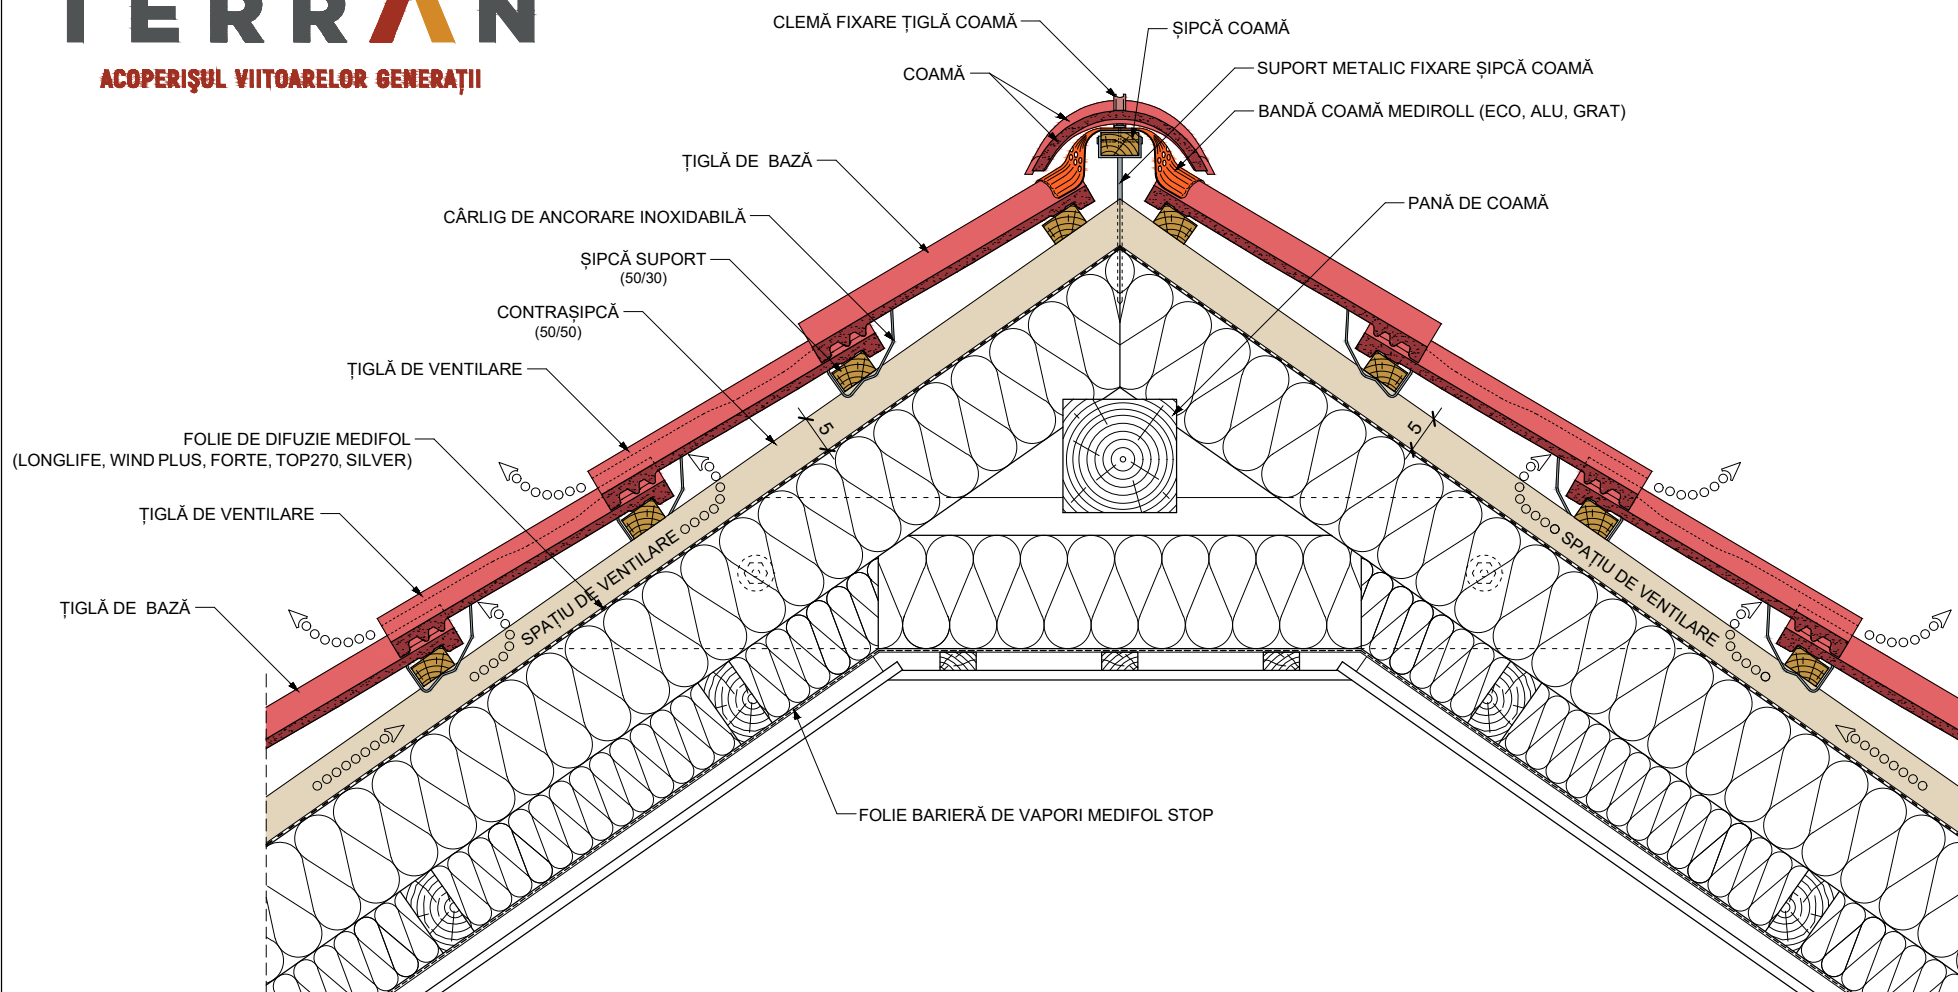 TERRAN
ACOPERIȘUL VIITOARELOR GENERAȚII
CLEMĂ FIXARE ȚIGLĂ COAMĂ
ȘIPCĂ COAMĂ
COAMĂ
SUPORT METALIC FIXARE ȘIPCĂ COAMĂ
BANDĂ COAMĂ MEDIROLL (ECO, ALU, GRAT)
ȚIGLĂ DE BAZĂ
PANĂ DE COAMĂ
CÂRLIG DE ANCORARE INOXIDABILĂ
ȘIPCĂ SUPORT
(50/30)
CONTRAȘIPCĂ
(50/50)
ȚIGLĂ DE VENTILARE
5
5
FOLIE DE DIFUZIE MEDIFOL
(LONGLIFE, WIND PLUS, FORTE, TOP270, SILVER)
ȚIGLĂ DE VENTILARE
SPAȚIU DE VENTILARE
SPAȚIU DE VENTILARE
ȚIGLĂ DE BAZĂ
FOLIE BARIERĂ DE VAPORI MEDIFOL STOP